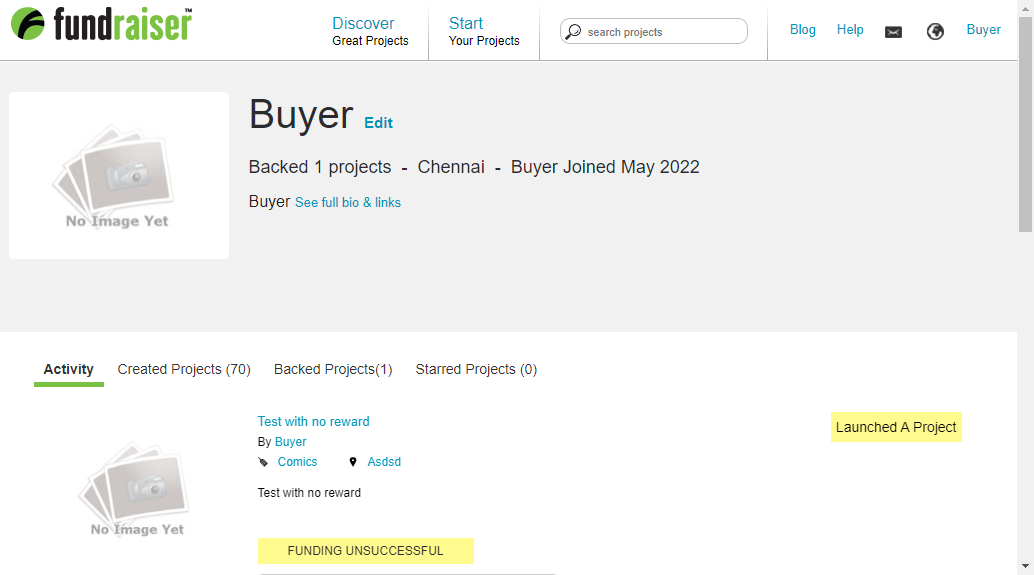 fundraiser™
Discover
Great Projects
Start
Your Projects
search projects
Blog
Help
Buyer
No Image Yet
Buyer Edit
Backed 1 projects - Chennai - Buyer Joined May 2022
Buyer See full bio & links
Activity Created Projects (70) Backed Projects(1) Starred Projects (0)
No Image Yet
Test with no reward
By Buyer
Comics Asdsd
Test with no reward
FUNDING UNSUCCESSFUL
Launched A Project